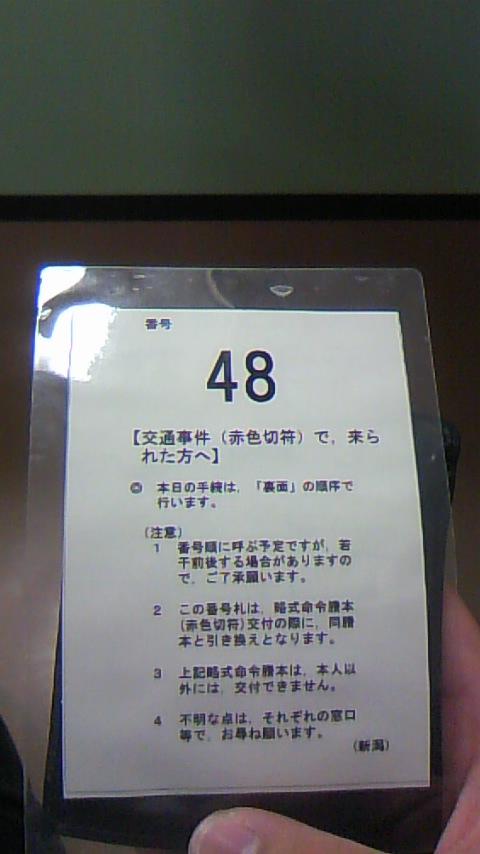 番号
48
【交通事件（赤色切符）で，来ら
れた方へ】
◎ 本日の手続は，「裏面」の順序で
行います。
（注意）
1 番号順に呼ぶ予定ですが，若
干前後する場合がありますの
で，ご了承願います。
2 この番号札は，略式命令謄本
(赤色切符)交付の際に，同謄
本と引き換えとなります。
3 上記略式命令謄本は，本人以
外には，交付できません。
4 不明な点は，それぞれの窓口
等で，お尋ね願います。
（新潟）